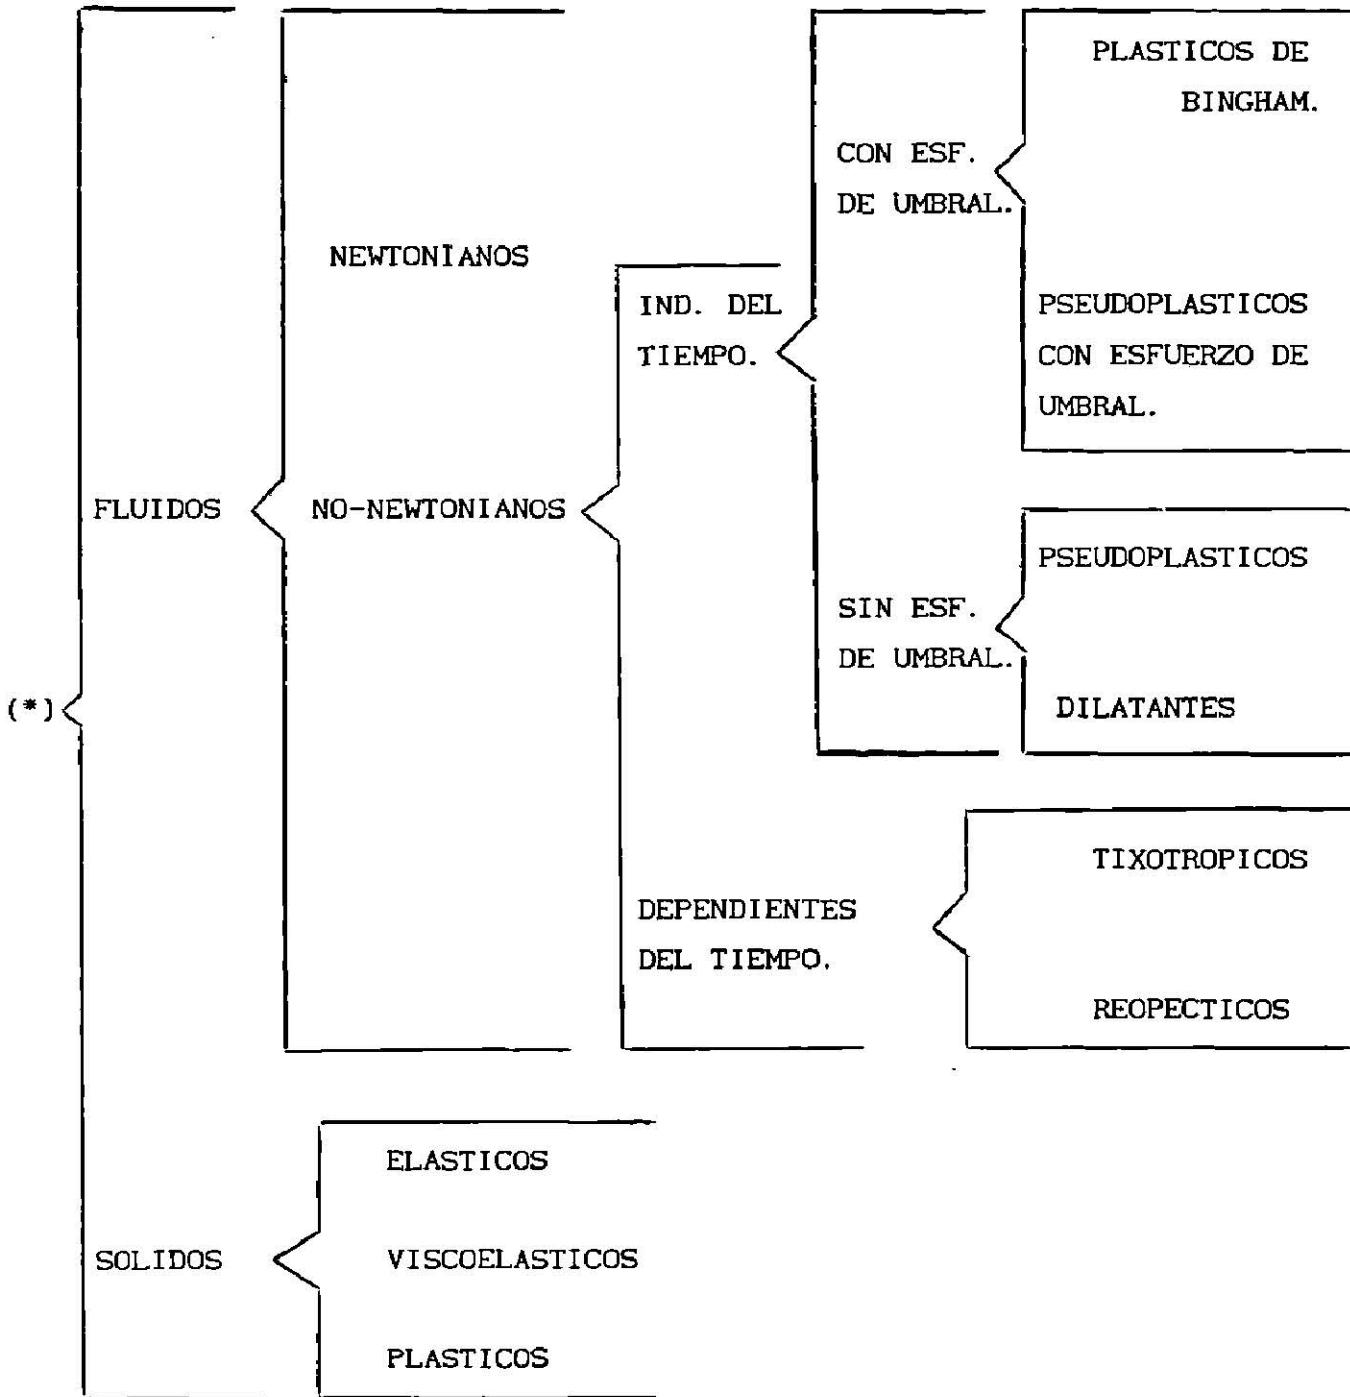 (*)
FLUIDOS
NEWTONIANOS
NO-NEWTONIANOS
IND. DEL
TIEMPO.
CON ESF.
DE UMBRAL.
PLASTICOS DE
BINGHAM.
PSEUDOPLASTICOS
CON ESFUERZO DE
UMBRAL.
SIN ESF.
DE UMBRAL.
PSEUDOPLASTICOS
DILATANTES
DEPENDIENTES
DEL TIEMPO.
TIXOTROPICOS
REOPECTICOS
SOLIDOS
ELASTICOS
VISCOELASTICOS
PLASTICOS